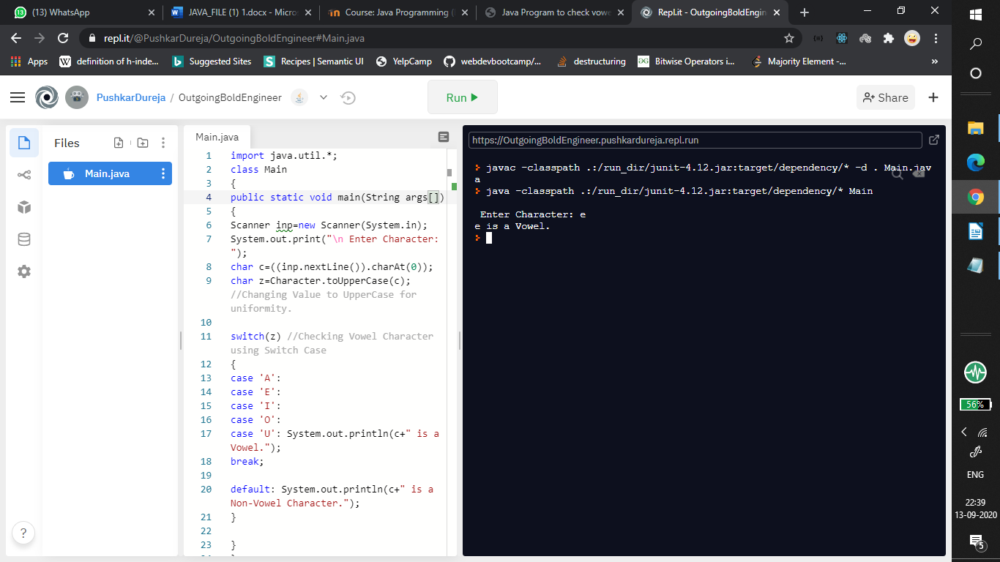 (13) WhatsApp
JAVA_FILE (1) 1.docx - Micros
Course: Java Programming (
Java Program to check vowe
Repl.it - OutgoingBoldEngin
repl.it/@PushkarDureja/OutgoingBoldEngineer#Main.java
Apps
definition of h-inde...
Suggested Sites
Recipes | Semantic UI
YelpCamp
webdevbootcamp/...
destructuring
Bitwise Operators i...
Majority Element -...
»
PushkarDureja / OutgoingBoldEngineer
Run
Share
Files
Main.java
Main.java
1 import java.util.*;
2 class Main
3 {
4 public static void main(String args[])
5 {
6 Scanner inp=new Scanner(System.in);
7 System.out.print("\n Enter Character:
");
8 char c=((inp.nextLine()).charAt(0));
9 char z=Character.toUpperCase(c);
//Changing Value to UpperCase for
uniformity.
10
11 switch(z) //Checking Vowel Character
using Switch Case
12 {
13 case 'A':
14 case 'E':
15 case 'I':
16 case 'O':
17 case 'U': System.out.println(c+" is a
Vowel.");
18 break;
19
20 default: System.out.println(c+" is a
Non-Vowel Character.");
21 }
22
23 }
https://OutgoingBoldEngineer.pushkardureja.repl.run
javac -classpath .:/run_dir/junit-4.12.jar:target/dependency/* -d . Main.jav
a
java -classpath .:/run_dir/junit-4.12.jar:target/dependency/* Main
Enter Character: e
e is a Vowel.
?
56%
ENG
22:39
13-09-2020
5